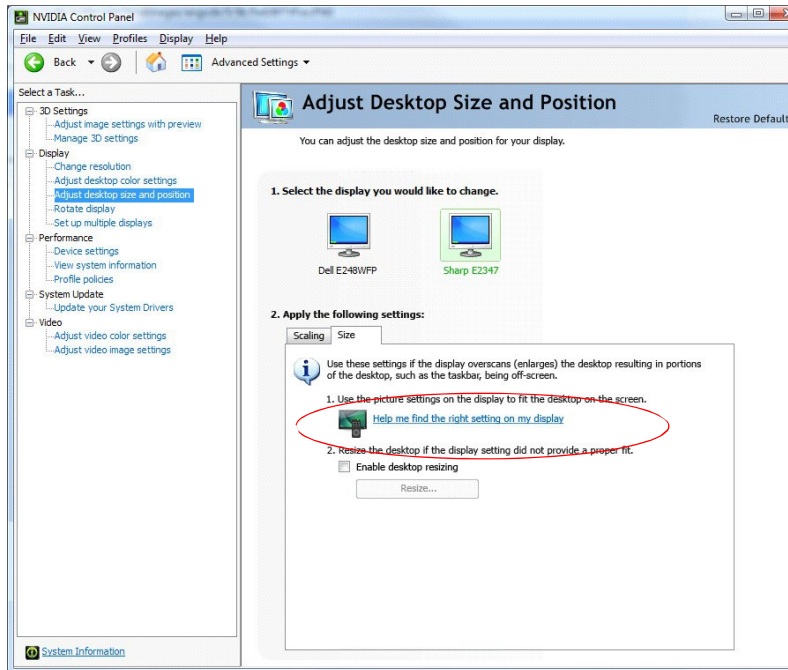 NVIDIA Control Panel
File Edit View Profiles Display Help
Back Advanced Settings
Select a Task...
3D Settings
Adjust image settings with preview
Manage 3D settings
Display
Change resolution
Adjust desktop color settings
Adjust desktop size and position
Rotate display
Set up multiple displays
Performance
Device settings
View system information
Profile policies
System Update
Update your System Drivers
Video
Adjust video color settings
Adjust video image settings
System Information
Adjust Desktop Size and Position
Restore Default
You can adjust the desktop size and position for your display.
1. Select the display you would like to change.
Dell E248WFP Sharp E2347
2. Apply the following settings:
Scaling Size
Use these settings if the display overscans (enlarges) the desktop resulting in portions
of the desktop, such as the taskbar, being off-screen.
1. Use the picture settings on the display to fit the desktop on the screen.
Help me find the right setting on my display
2. Resize the desktop if the display setting did not provide a proper fit.
Enable desktop resizing
Resize...